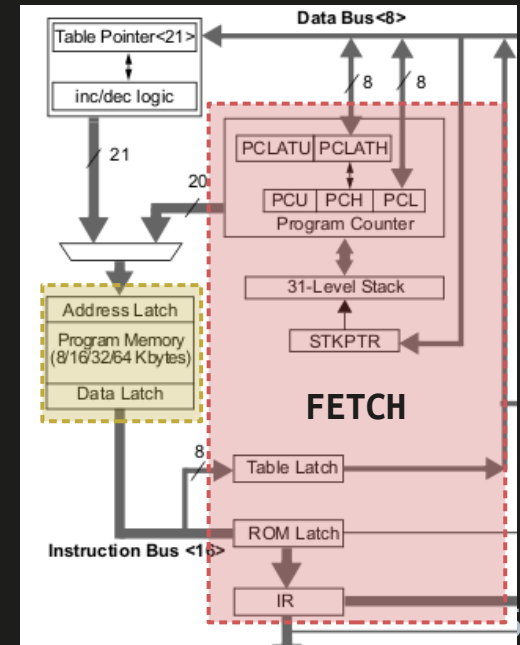 Data Bus<8>
Table Pointer<21>
inc/dec logic
8
8
21
PCLATU PCLATH
20
PCU PCH PCL
Program Counter
31-Level Stack
Address Latch
Program Memory
(8/16/32/64 Kbytes)
STKPTR
Data Latch
FETCH
8
Table Latch
ROM Latch
Instruction Bus <16>
IR